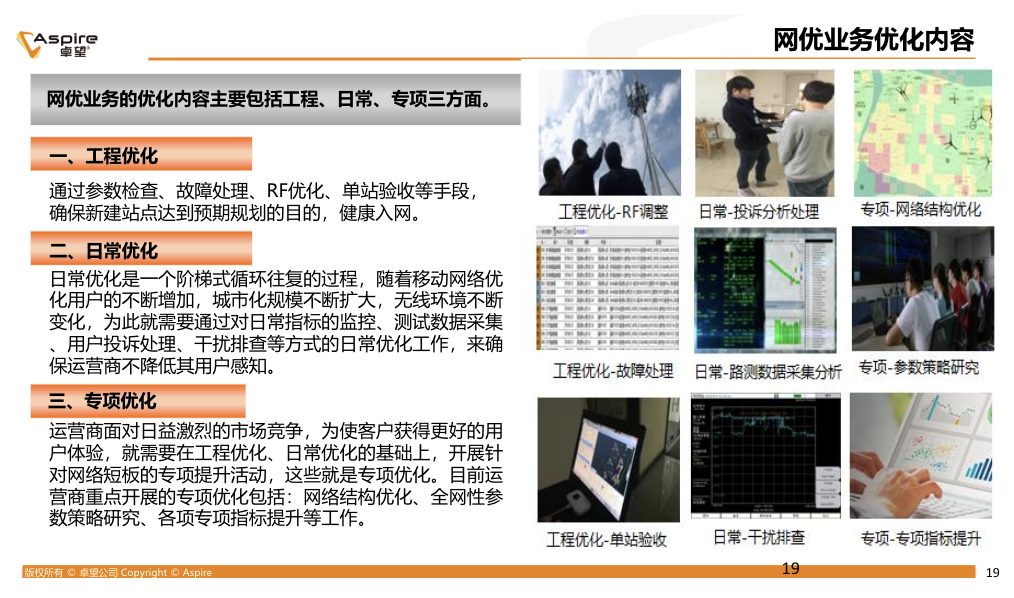 Aspire
卓望
网优业务优化内容
网优业务的优化内容主要包括工程、日常、专项三方面。
一、工程优化
通过参数检查、故障处理、RF优化、单站验收等手段，
确保新建站点达到预期规划的目的，健康入网。
二、日常优化
日常优化是一个阶梯式循环往复的过程，随着移动网络优
化用户的不断增加，城市化规模不断扩大，无线环境不断
变化，为此就需要通过对日常指标的监控、测试数据采集
、用户投诉处理、干扰排查等方式的日常优化工作，来确
保运营商不降低其用户感知。
三、专项优化
运营商面对日益激烈的市场竞争，为使客户获得更好的用
户体验，就需要在工程优化、日常优化的基础上，开展针
对网络短板的专项提升活动，这些就是专项优化。目前运
营商重点开展的专项优化包括：网络结构优化、全网性参
数策略研究、各项专项指标提升等工作。
工程优化-RF调整
日常-投诉分析处理
专项-网络结构优化
工程优化-故障处理
日常-路测数据采集分析
专项-参数策略研究
工程优化-单站验收
日常-干扰排查
专项-专项指标提升
版权所有 © 卓望公司 Copyright © Aspire
19
19